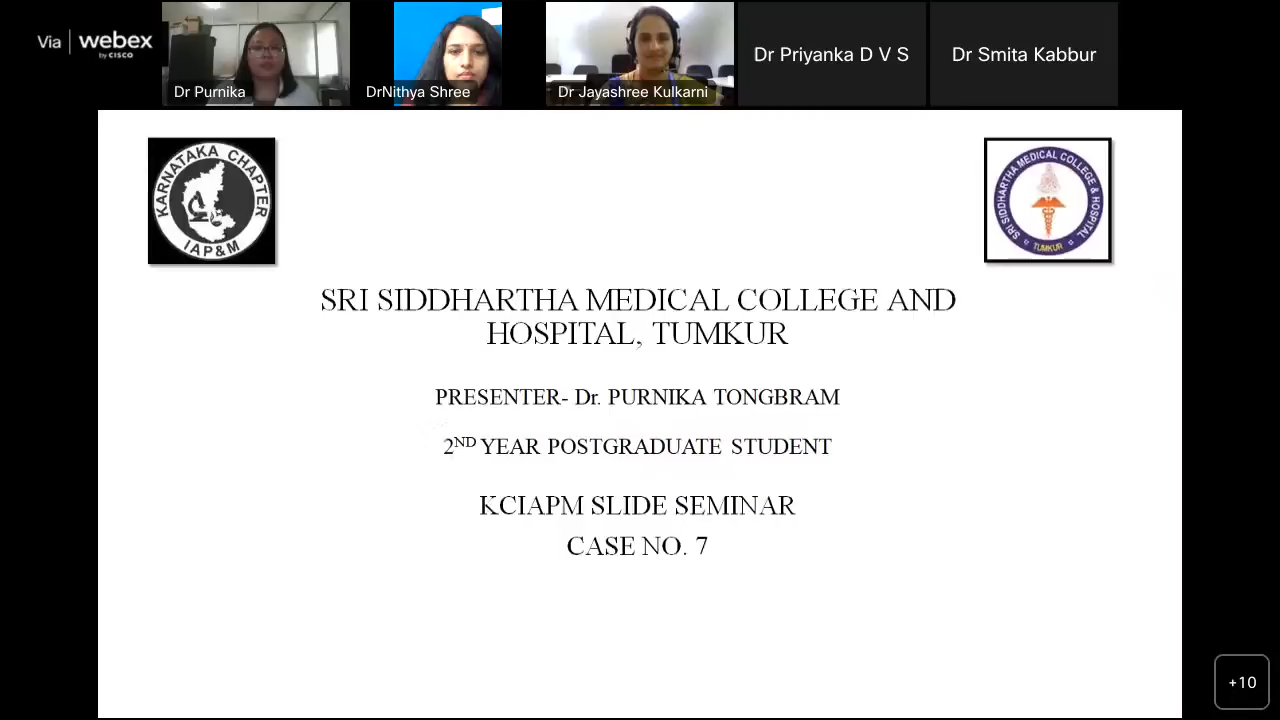 Via webex
by CISCO
Dr Purnika
DrNithya Shree
Dr Jayashree Kulkarni
Dr Priyanka D V S
Dr Smita Kabbur
KARNATAKA CHAPTER
IAP&M
SRI SIDDHARTHA MEDICAL COLLEGE & HOSPITAL
TUMKUR
SRI SIDDHARTHA MEDICAL COLLEGE AND
HOSPITAL, TUMKUR
PRESENTER- Dr. PURNIKA TONGBRAM
2ND YEAR POSTGRADUATE STUDENT
KCIAPM SLIDE SEMINAR
CASE NO. 7
+10